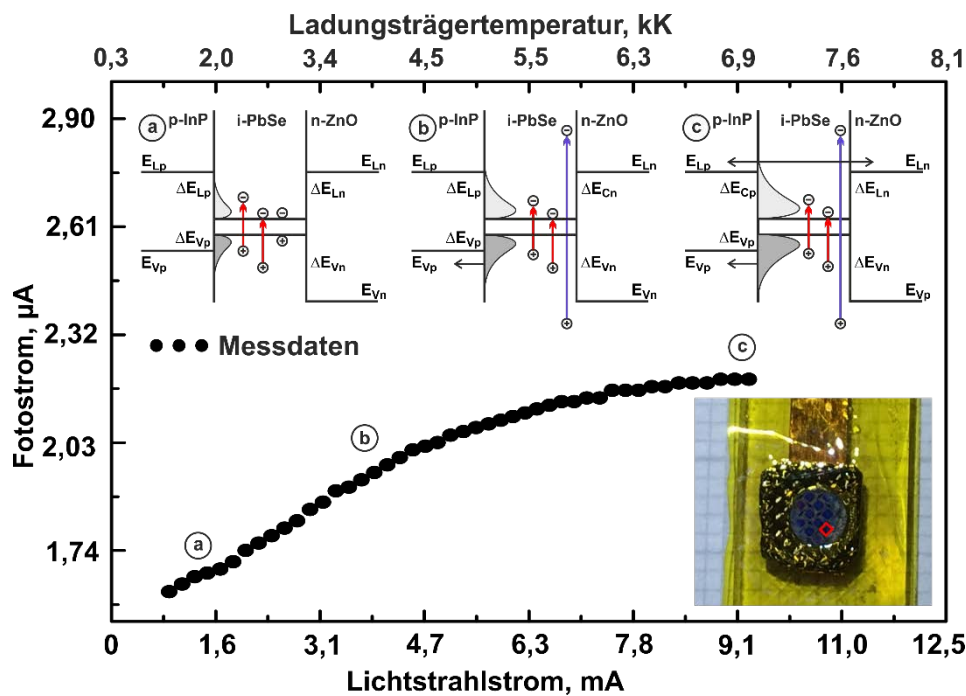 Ladungsträgertemperatur, kK
0,3 2,0 3,4 4,5 5,5 6,3 6,9 7,6 8,1
Fotostrom, µA
2,90
2,61
2,32
2,03
1,74
a p-InP i-PbSe n-ZnO
E_Lp E_Ln
ΔE_Lp ΔE_Ln
ΔE_Vp
E_Vp ΔE_Vn
E_Vn
b p-InP i-PbSe n-ZnO
E_Lp E_Ln
ΔE_Lp ΔE_Cn
ΔE_Vp
E_Vp ΔE_Vn
E_Vn
c p-InP i-PbSe n-ZnO
E_Lp E_Ln
ΔE_Cp ΔE_Ln
ΔE_Vp
E_Vp ΔE_Vn
E_Vp
Messdaten
a
b
c
0 1,6 3,1 4,7 6,3 7,8 9,1 11,0 12,5
Lichtstrahlstrom, mA